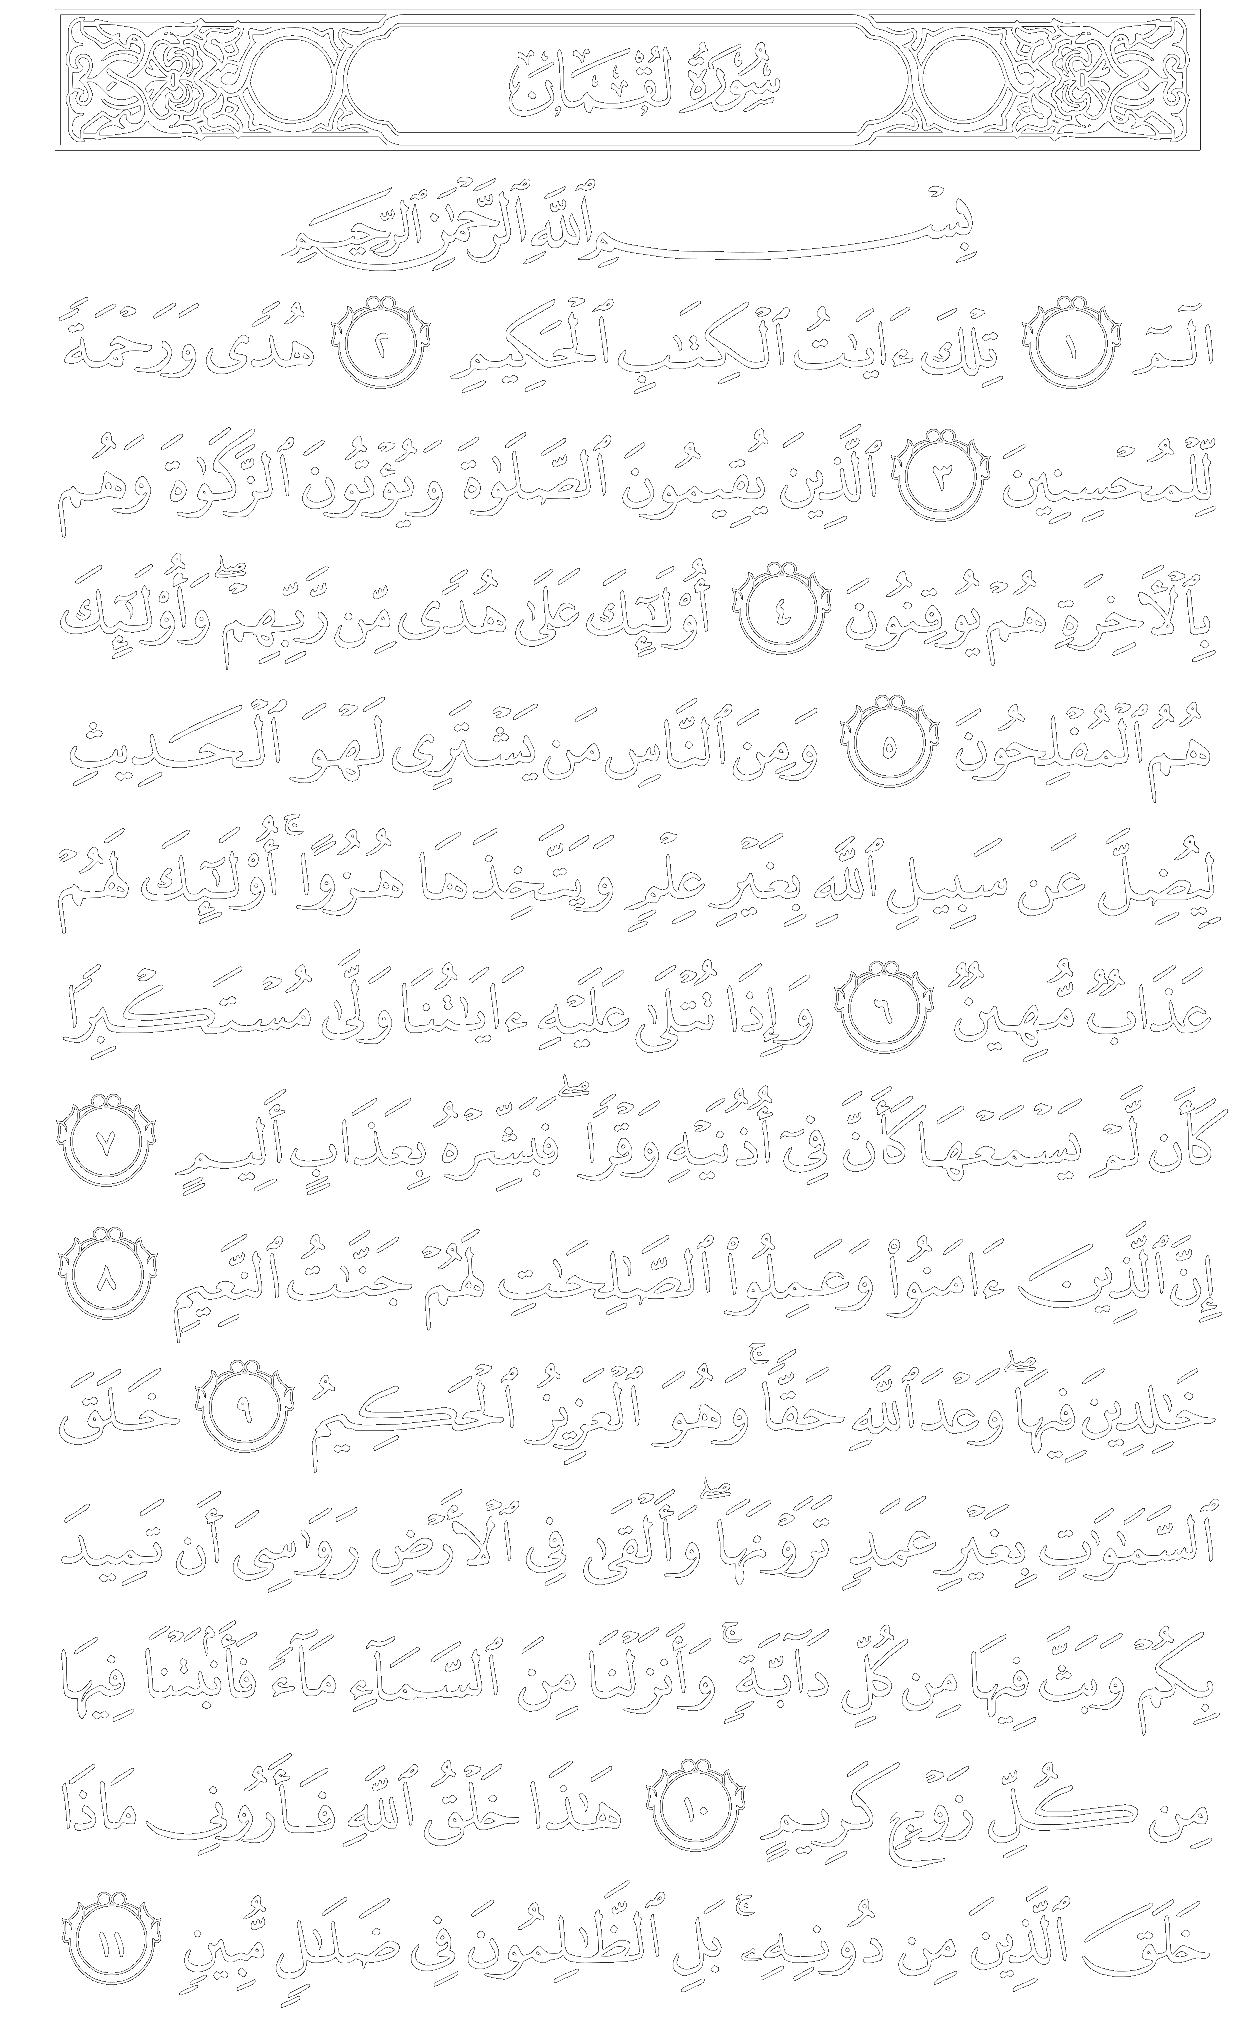 سُورَةُ لُقْمَان
بِسْمِ ٱللَّهِ ٱلرَّحْمَٰنِ ٱلرَّحِيمِ
الٓمٓ ١ تِلْكَ ءَايَٰتُ ٱلْكِتَٰبِ ٱلْحَكِيمِ ٢ هُدًى وَرَحْمَةً
لِّلْمُحْسِنِينَ ٣ ٱلَّذِينَ يُقِيمُونَ ٱلصَّلَوٰةَ وَيُؤْتُونَ ٱلزَّكَوٰةَ وَهُم
بِٱلْأَخِرَةِ هُمْ يُوقِنُونَ ٤ أُوْلَٰٓئِكَ عَلَىٰ هُدًى مِّن رَّبِّهِمْۖ وَأُوْلَٰٓئِكَ
هُمُ ٱلْمُفْلِحُونَ ٥ وَمِنَ ٱلنَّاسِ مَن يَشْتَرِى لَهْوَ ٱلْحَدِيثِ
لِيُضِلَّ عَن سَبِيلِ ٱللَّهِ بِغَيْرِ عِلْمٍ وَيَتَّخِذَهَا هُزُوًاۚ أُوْلَٰٓئِكَ لَهُمْ
عَذَابٌ مُّهِينٌ ٦ وَإِذَا تُتْلَىٰ عَلَيْهِ ءَايَٰتُنَا وَلَّىٰ مُسْتَكْبِرًا
كَأَن لَّمْ يَسْمَعْهَا كَأَنَّ فِىٓ أُذُنَيْهِ وَقْرًاۖ فَبَشِّرْهُ بِعَذَابٍ أَلِيمٍ ٧
إِنَّ ٱلَّذِينَ ءَامَنُوا۟ وَعَمِلُوا۟ ٱلصَّٰلِحَٰتِ لَهُمْ جَنَّٰتُ ٱلنَّعِيمِ ٨
خَٰلِدِينَ فِيهَاۖ وَعْدَ ٱللَّهِ حَقًّاۚ وَهُوَ ٱلْعَزِيزُ ٱلْحَكِيمُ ٩ خَلَقَ
ٱلسَّمَٰوَٰتِ بِغَيْرِ عَمَدٍ تَرَوْنَهَاۖ وَأَلْقَىٰ فِى ٱلْأَرْضِ رَوَٰسِىَ أَن تَمِيدَ
بِكُمْ وَبَثَّ فِيهَا مِن كُلِّ دَآبَّةٍۚ وَأَنزَلْنَا مِنَ ٱلسَّمَآءِ مَآءً فَأَنۢبَتْنَا فِيهَا
مِن كُلِّ زَوْجٍ كَرِيمٍ ١٠ هَٰذَا خَلْقُ ٱللَّهِ فَأَرُونِى مَاذَا
خَلَقَ ٱلَّذِينَ مِن دُونِهِۦۚ بَلِ ٱلظَّٰلِمُونَ فِى ضَلَٰلٍ مُّبِينٍ ١١